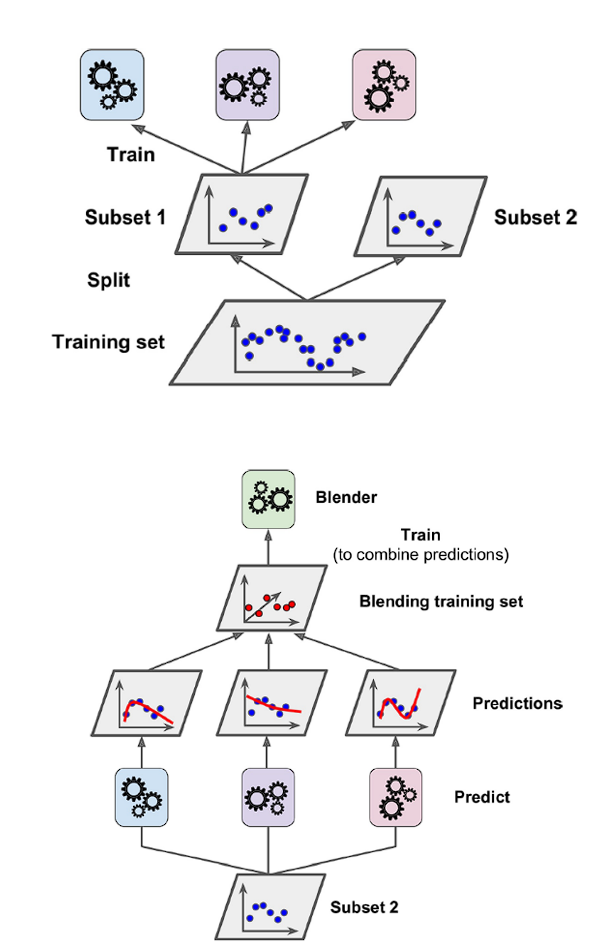 Train
Subset 1
Subset 2
Split
Training set
Blender
Train
(to combine predictions)
Blending training set
Predictions
Predict
Subset 2